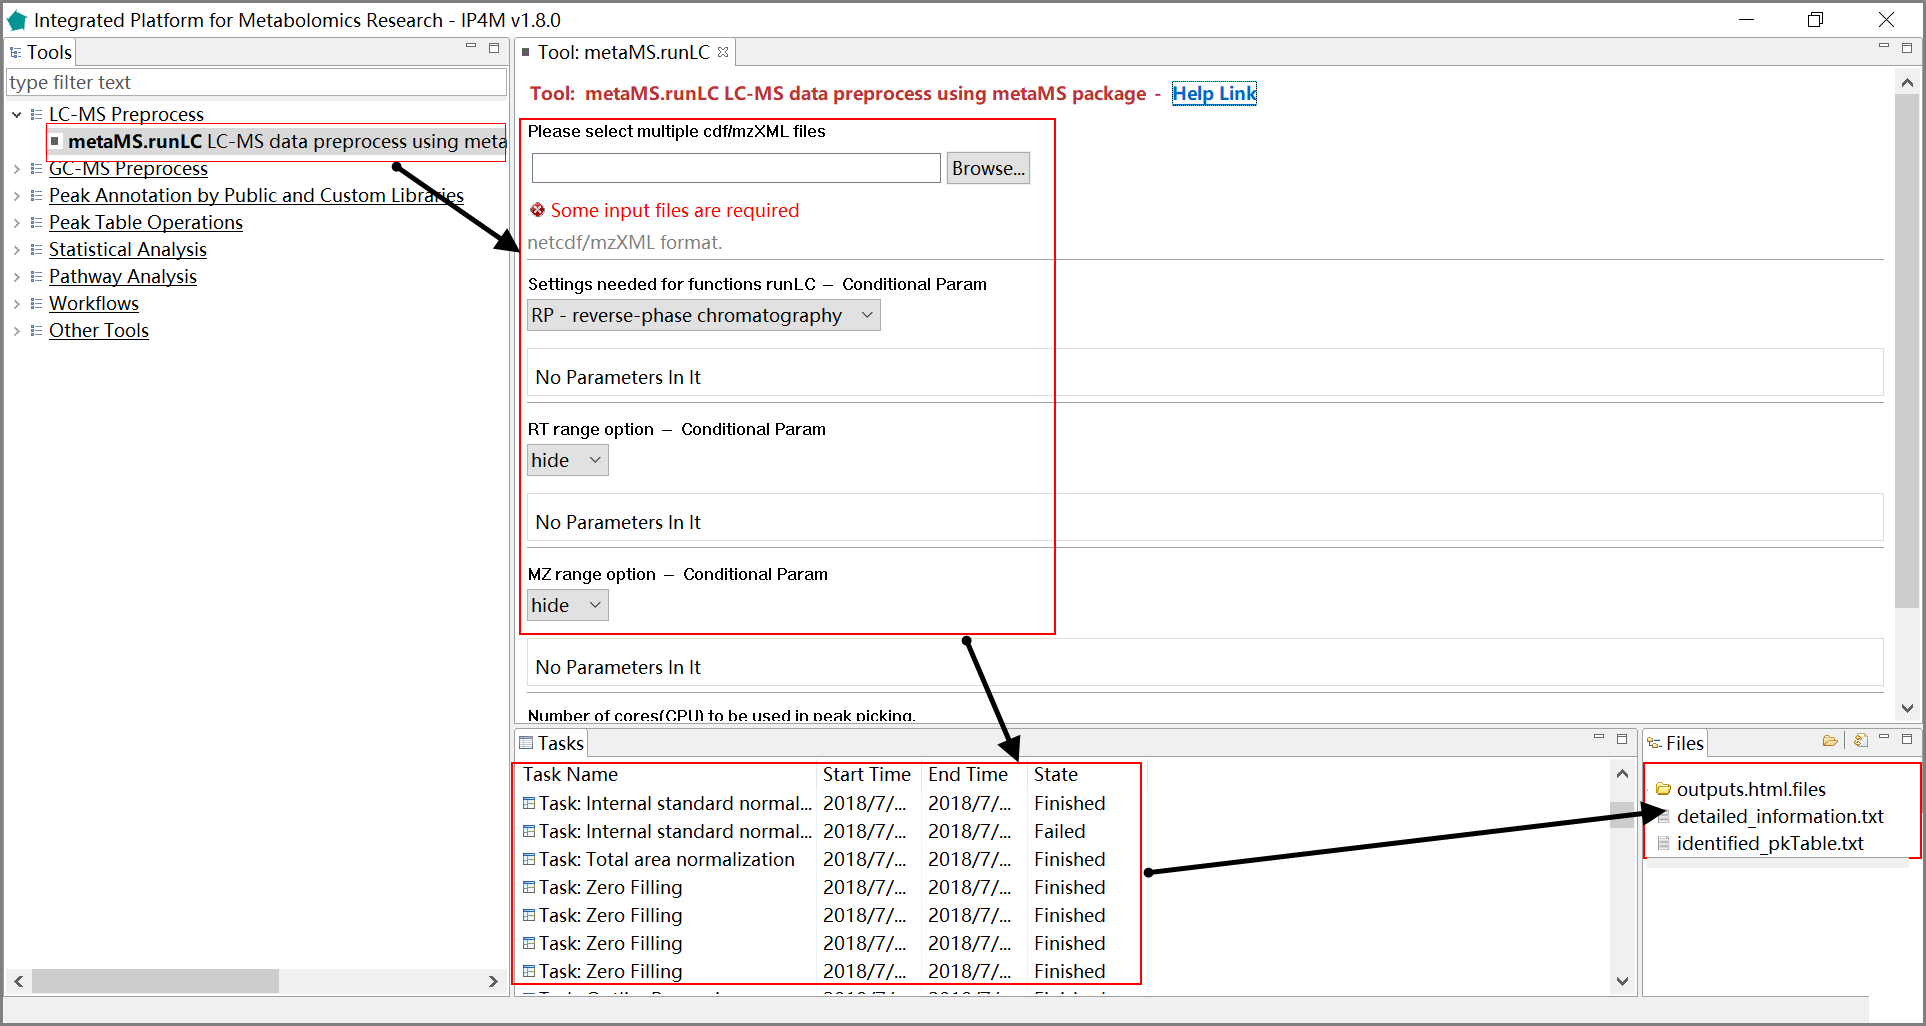 Integrated Platform for Metabolomics Research - IP4M v1.8.0
Tools
type filter text
LC-MS Preprocess
metaMS.runLC LC-MS data preprocess using meta
GC-MS Preprocess
Peak Annotation by Public and Custom Libraries
Peak Table Operations
Statistical Analysis
Pathway Analysis
Workflows
Other Tools
Tool: metaMS.runLC
Tool: metaMS.runLC LC-MS data preprocess using metaMS package - Help Link
Please select multiple cdf/mzXML files
Browse...
Some input files are required
netcdf/mzXML format.
Settings needed for functions runLC – Conditional Param
RP - reverse-phase chromatography
No Parameters In It
RT range option – Conditional Param
hide
No Parameters In It
MZ range option – Conditional Param
hide
No Parameters In It
Number of cores(CPU) to be used in peak picking.
Tasks
Task Name Start Time End Time State
Task: Internal standard normal... 2018/7/... 2018/7/... Finished
Task: Internal standard normal... 2018/7/... 2018/7/... Failed
Task: Total area normalization 2018/7/... 2018/7/... Finished
Task: Zero Filling 2018/7/... 2018/7/... Finished
Task: Zero Filling 2018/7/... 2018/7/... Finished
Task: Zero Filling 2018/7/... 2018/7/... Finished
Task: Zero Filling 2018/7/... 2018/7/... Finished
Files
outputs.html.files
detailed_information.txt
identified_pkTable.txt